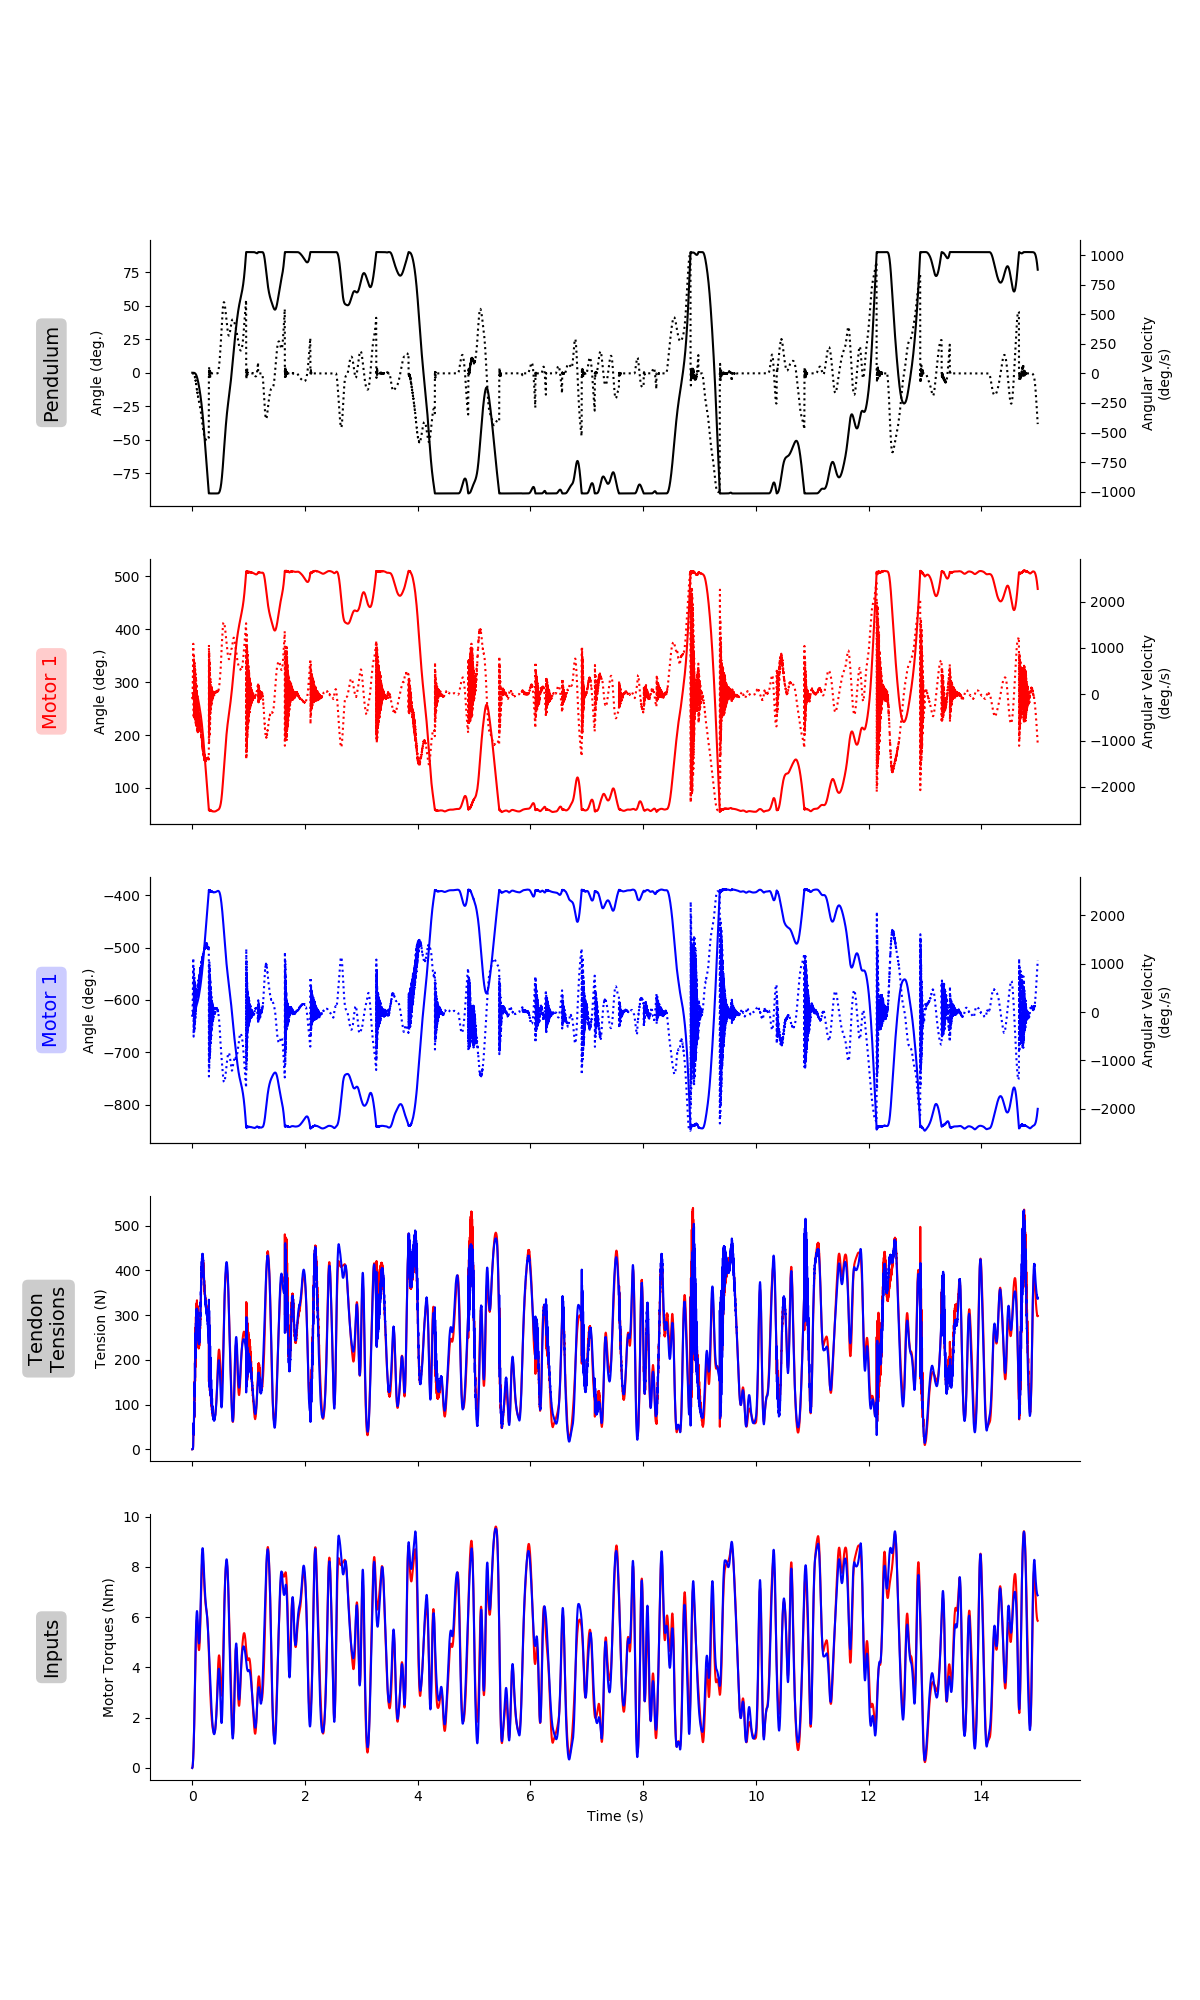 Pendulum
Angle (deg.)
75
50
25
0
−25
−50
−75
1000
750
500
250
0
−250
−500
−750
−1000
Angular Velocity
(deg./s)
Motor 1
Angle (deg.)
500
400
300
200
100
2000
1000
0
−1000
−2000
Angular Velocity
(deg./s)
Motor 1
Angle (deg.)
−400
−500
−600
−700
−800
2000
1000
0
−1000
−2000
Angular Velocity
(deg./s)
Tendon
Tensions
Tension (N)
500
400
300
200
100
0
Inputs
Motor Torques (Nm)
10
8
6
4
2
0
0 2 4 6 8 10 12 14
Time (s)